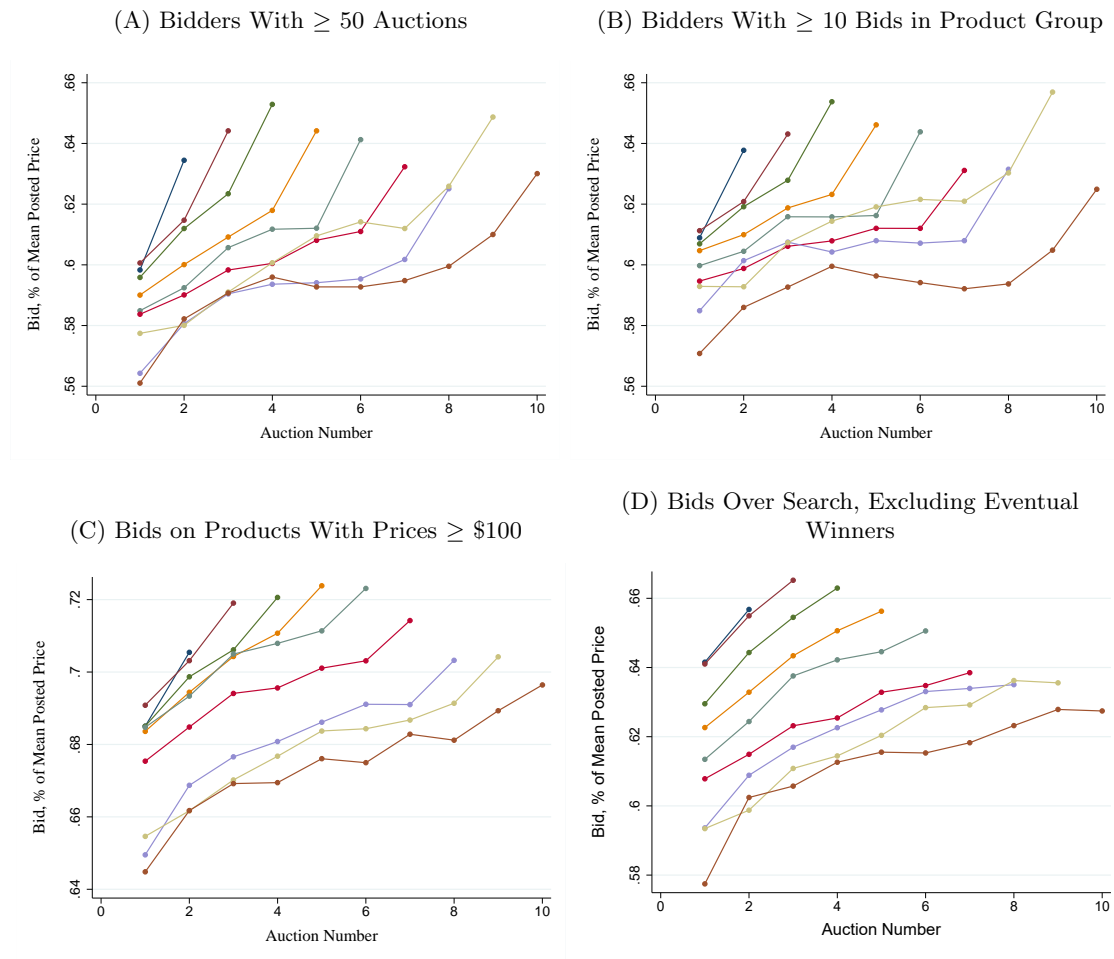 (A) Bidders With ≥ 50 Auctions
.66
.64
.62
.6
.58
.56
Bid, % of Mean Posted Price
0 2 4 6 8 10
Auction Number
(B) Bidders With ≥ 10 Bids in Product Group
.66
.64
.62
.6
.58
.56
Bid, % of Mean Posted Price
0 2 4 6 8 10
Auction Number
(C) Bids on Products With Prices ≥ $100
.72
.7
.68
.66
.64
Bid, % of Mean Posted Price
0 2 4 6 8 10
Auction Number
(D) Bids Over Search, Excluding Eventual
Winners
.66
.64
.62
.6
.58
Bid, % of Mean Posted Price
0 2 4 6 8 10
Auction Number